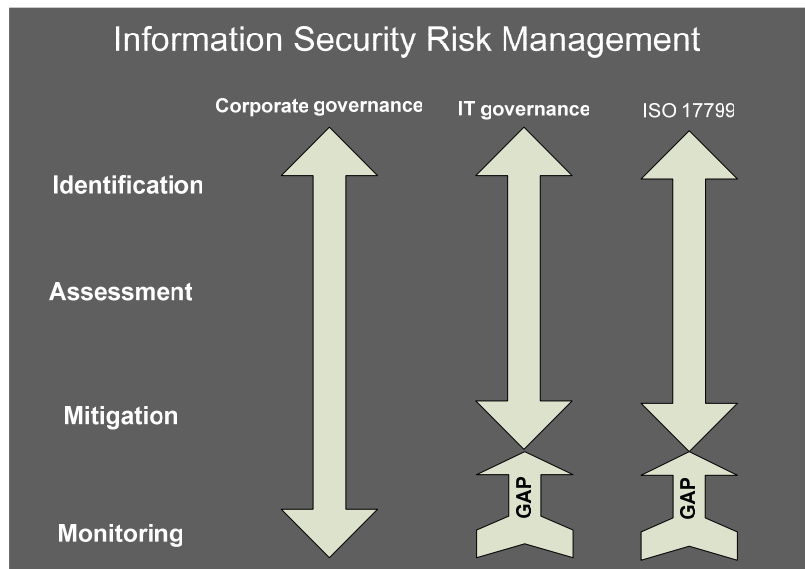 Information Security Risk Management
Corporate governance IT governance ISO 17799
Identification
Assessment
Mitigation
GAP GAP
Monitoring